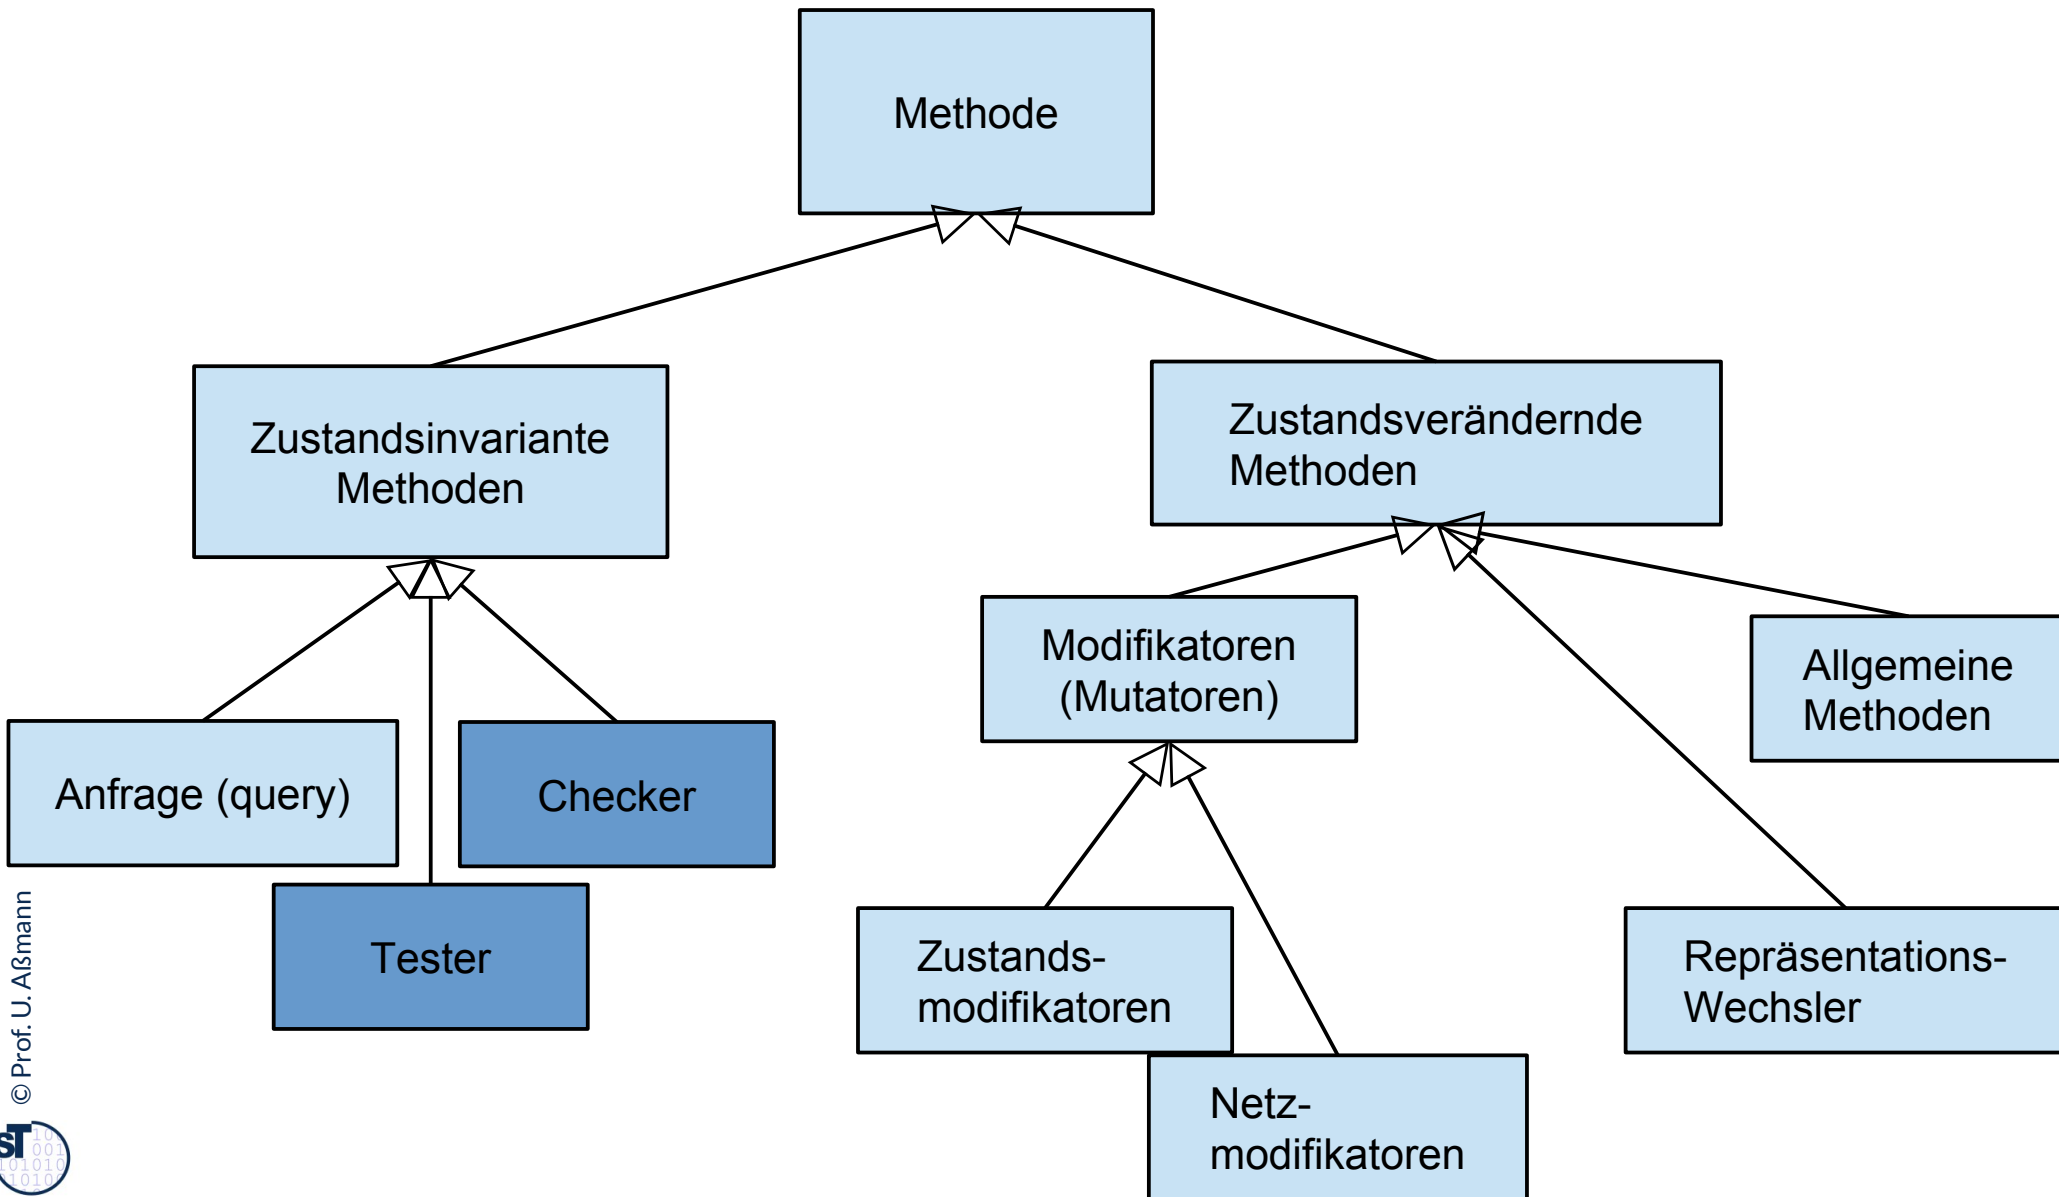 Methode
Zustandsinvariante
Methoden
Zustandsverändernde
Methoden
Modifikatoren
(Mutatoren)
Allgemeine
Methoden
Anfrage (query)
Checker
Tester
Zustands-
modifikatoren
Repräsentations-
Wechsler
Netz-
modifikatoren
© Prof. U. Aßmann
sT